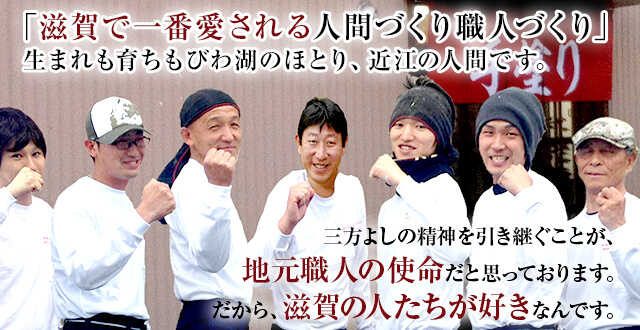 「滋賀で一番愛される人間づくり職人づくり」
生まれも育ちもびわ湖のほとり、近江の人間です。
手塗り
三方よしの精神を引き継ぐことが、
地元職人の使命だと思っております。
だから、滋賀の人たちが好きなんです。